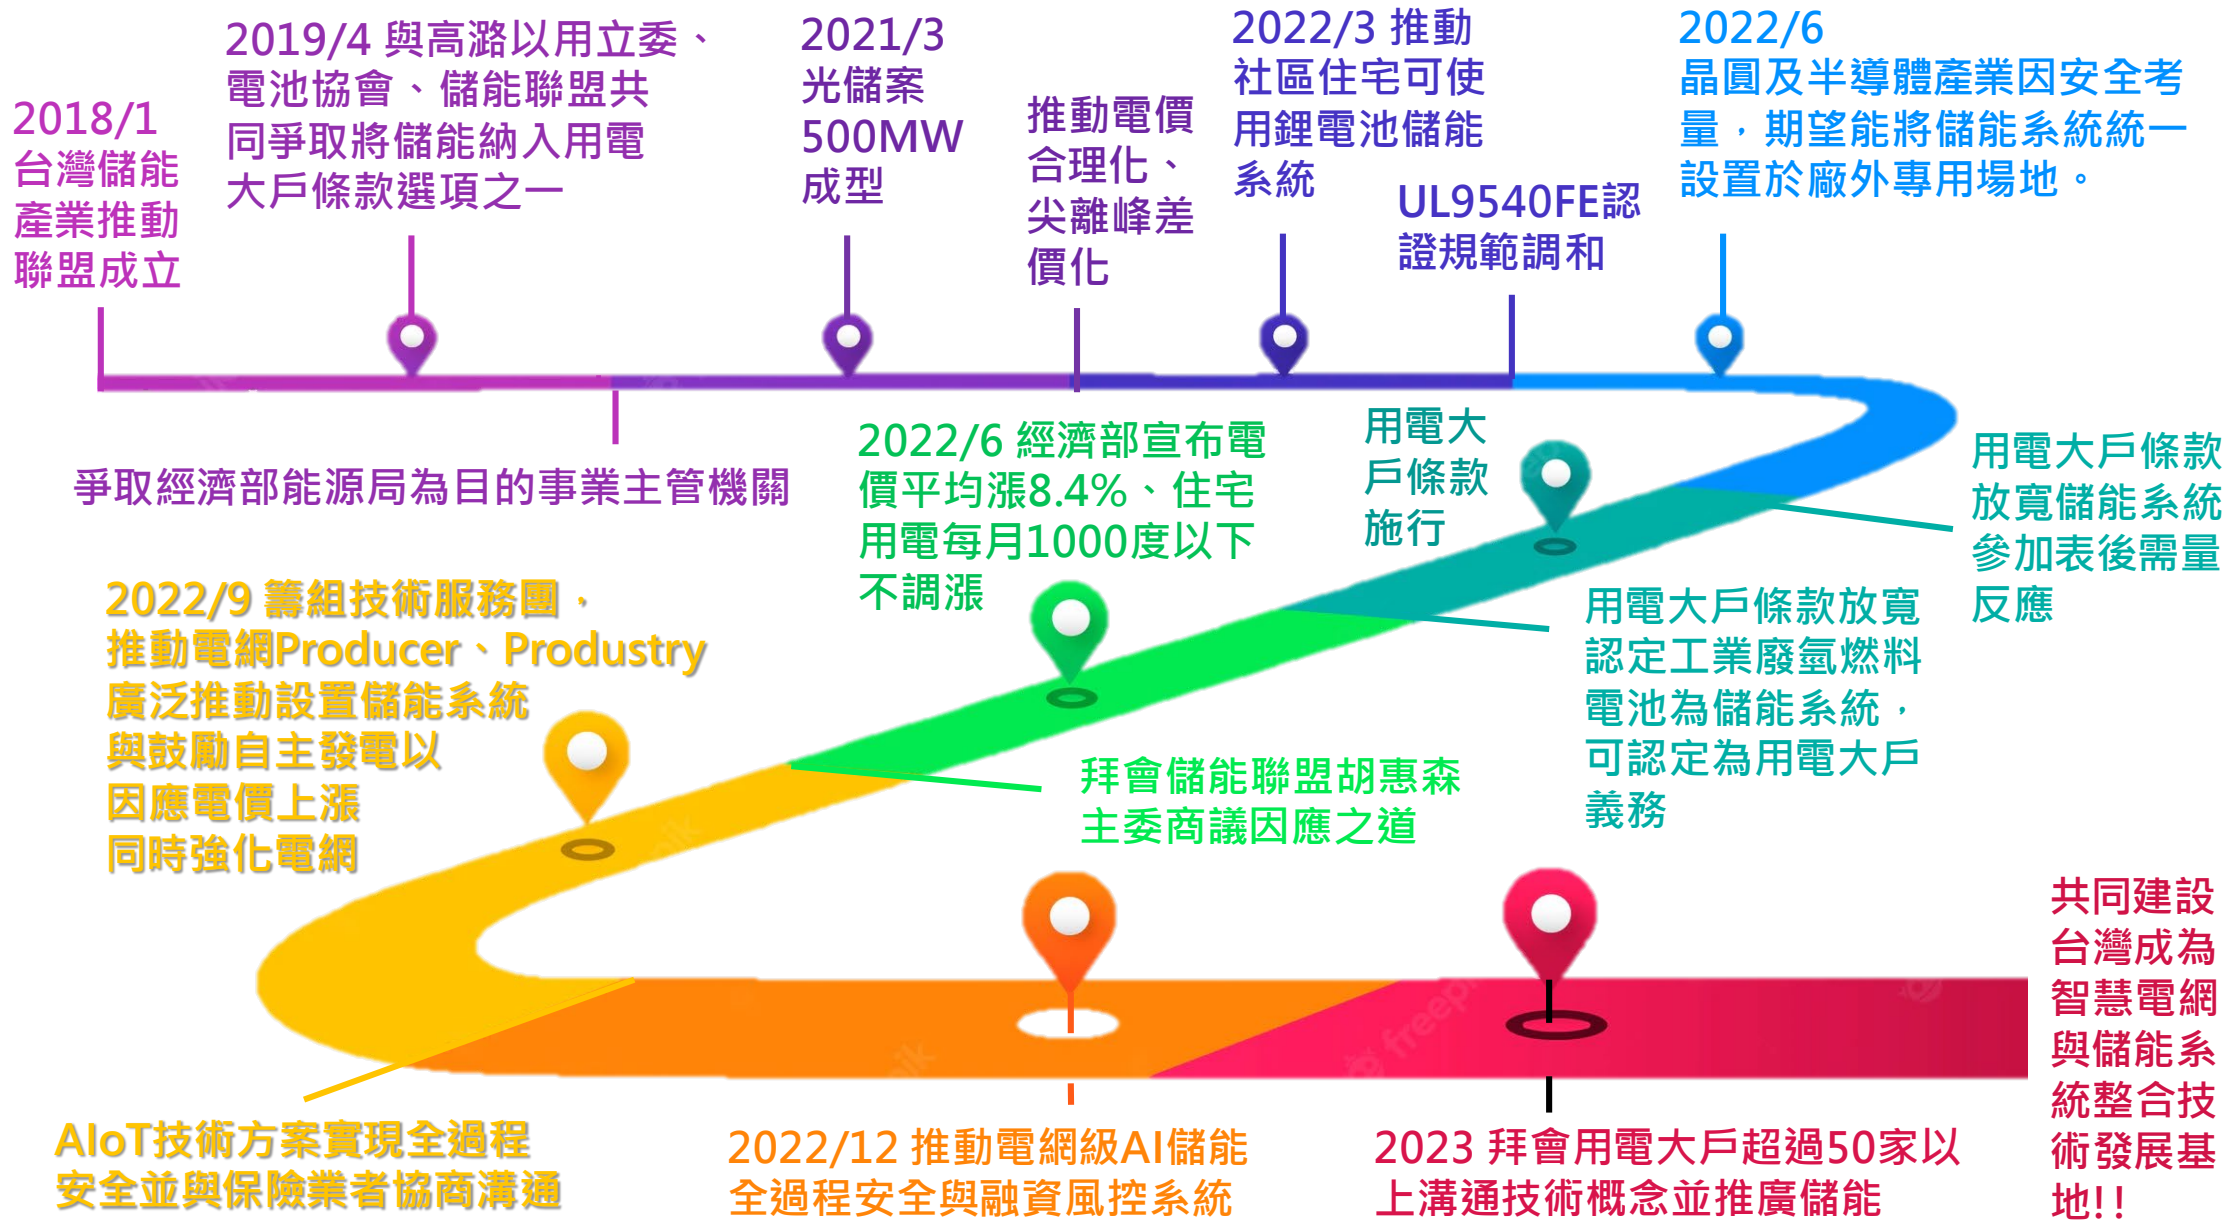 2018/1
台灣儲能
產業推動
聯盟成立
2019/4 與高潞以用立委、
電池協會、儲能聯盟共
同爭取將儲能納入用電
大戶條款選項之一
2021/3
光儲案
500MW
成型
推動電價
合理化、
尖離峰差
價化
2022/3 推動
社區住宅可使
用鋰電池儲能
系統
UL9540FE認
證規範調和
2022/6
晶圓及半導體產業因安全考
量，期望能將儲能系統統一
設置於廠外專用場地。
爭取經濟部能源局為目的事業主管機關
用電大戶條款
放寬儲能系統
參加表後需量
反應
用電大
戶條款
施行
用電大戶條款放寬
認定工業廢氫燃料
電池為儲能系統，
可認定為用電大戶
義務
2022/6 經濟部宣布電
價平均漲8.4%、住宅
用電每月1000度以下
不調漲
拜會儲能聯盟胡惠森
主委商議因應之道
2022/9 籌組技術服務團，
推動電網Producer、Produstry
廣泛推動設置儲能系統
與鼓勵自主發電以
因應電價上漲
同時強化電網
AIoT技術方案實現全過程
安全並與保險業者協商溝通
2022/12 推動電網級AI儲能
全過程安全與融資風控系統
2023 拜會用電大戶超過50家以
上溝通技術概念並推廣儲能
共同建設
台灣成為
智慧電網
與儲能系
統整合技
術發展基
地!!
freepik